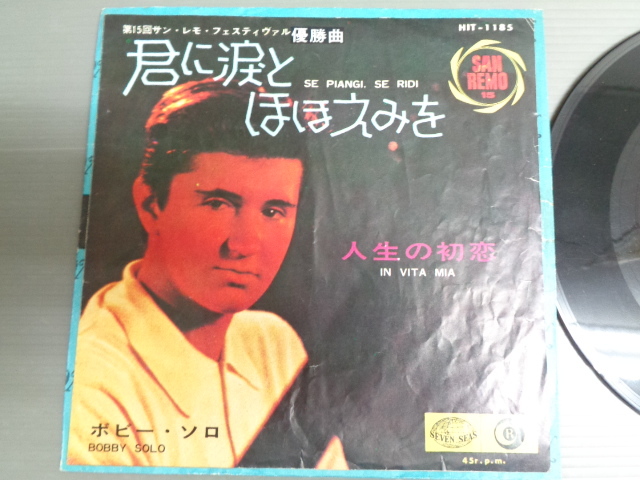 第15回サン・レモ・フェスティヴァル優勝曲
HIT-1185
君に涙と
SE PIANGI, SE RIDI
ほほえみを
SAN
REMO
15
人生の初恋
IN VITA MIA
ボビー・ソロ
BOBBY SOLO
SEVEN SEAS
R
45r.p.m.